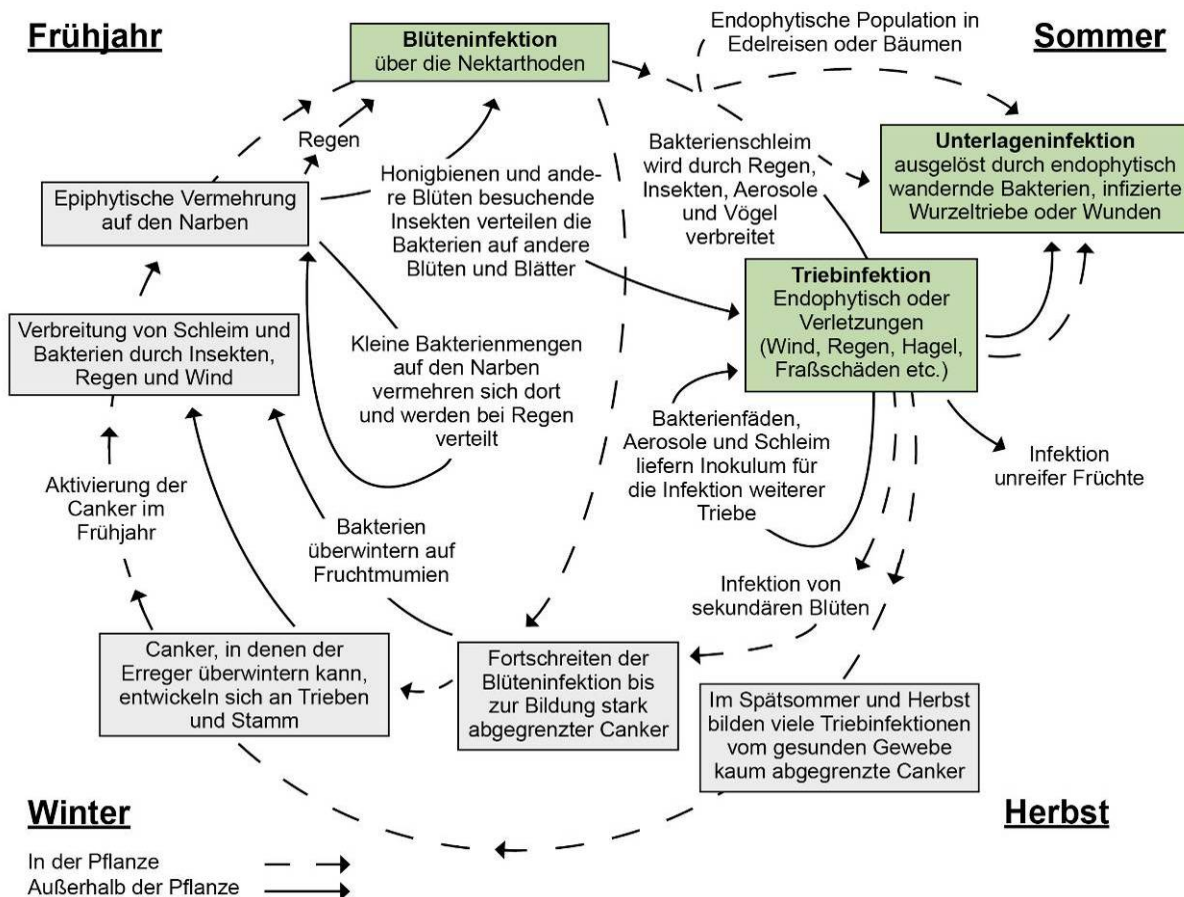 Frühjahr
Blüteninfektion
über die Nektarthoden
Endophytische Population in
Edelreisen oder Bäumen
Sommer
Regen
Unterlageninfektion
ausgelöst durch endophytisch
wandernde Bakterien, infizierte
Wurzeltriebe oder Wunden
Epiphytische Vermehrung
auf den Narben
Honigbienen und ande-
re Blüten besuchende
Insekten verteilen die
Bakterien auf andere
Blüten und Blätter
Bakterienschleim
wird durch Regen,
Insekten, Aerosole
und Vögel
verbreitet
Triebinfektion
Endophytisch oder
Verletzungen
(Wind, Regen, Hagel,
Fraßschäden etc.)
Verbreitung von Schleim und
Bakterien durch Insekten,
Regen und Wind
Kleine Bakterienmengen
auf den Narben
vermehren sich dort
und werden bei Regen
verteilt
Bakterienfäden,
Aerosole und Schleim
liefern Inokulum für
die Infektion weiterer
Triebe
Infektion
unreifer Früchte
Aktivierung der
Canker im
Frühjahr
Bakterien
überwintern auf
Fruchtmumien
Infektion von
sekundären Blüten
Canker, in denen der
Erreger überwintern kann,
entwickeln sich an Trieben
und Stamm
Fortschreiten der
Blüteninfektion bis
zur Bildung stark
abgegrenzter Canker
Im Spätsommer und Herbst
bilden viele Triebinfektionen
vom gesunden Gewebe
kaum abgegrenzte Canker
Winter
Herbst
In der Pflanze
Außerhalb der Pflanze